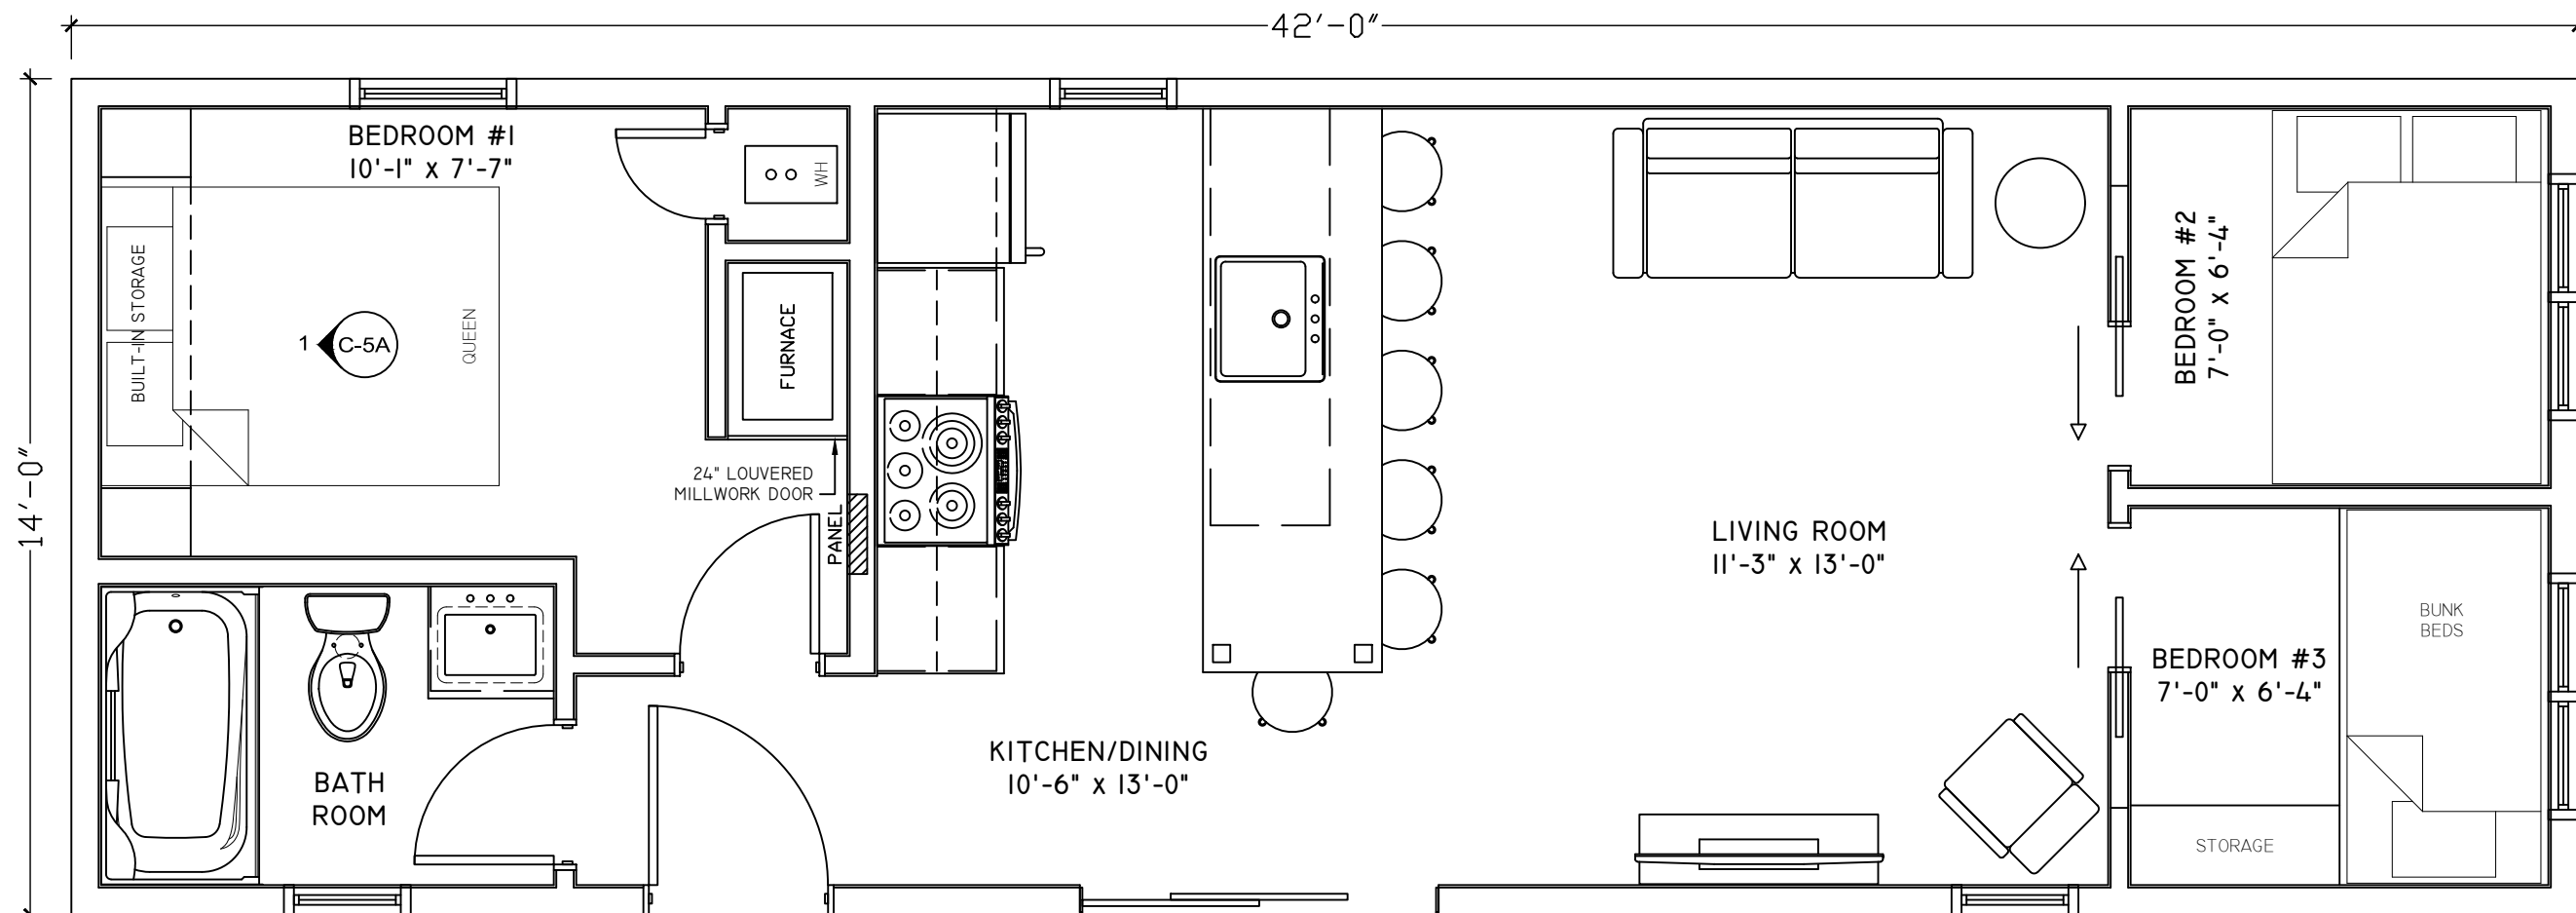 42'-0"
14'-0"
BEDROOM #1
10'-1" X 7'-7"
WH
BUILT-IN STORAGE
1
C-5A
QUEEN
FURNACE
24" LOUVERED
MILLWORK DOOR
PANEL
BATH
ROOM
KITCHEN/DINING
10'-6" X 13'-0"
LIVING ROOM
11'-3" X 13'-0"
BEDROOM #2
7'-0" X 6'-4"
BEDROOM #3
7'-0" X 6'-4"
BUNK
BEDS
STORAGE